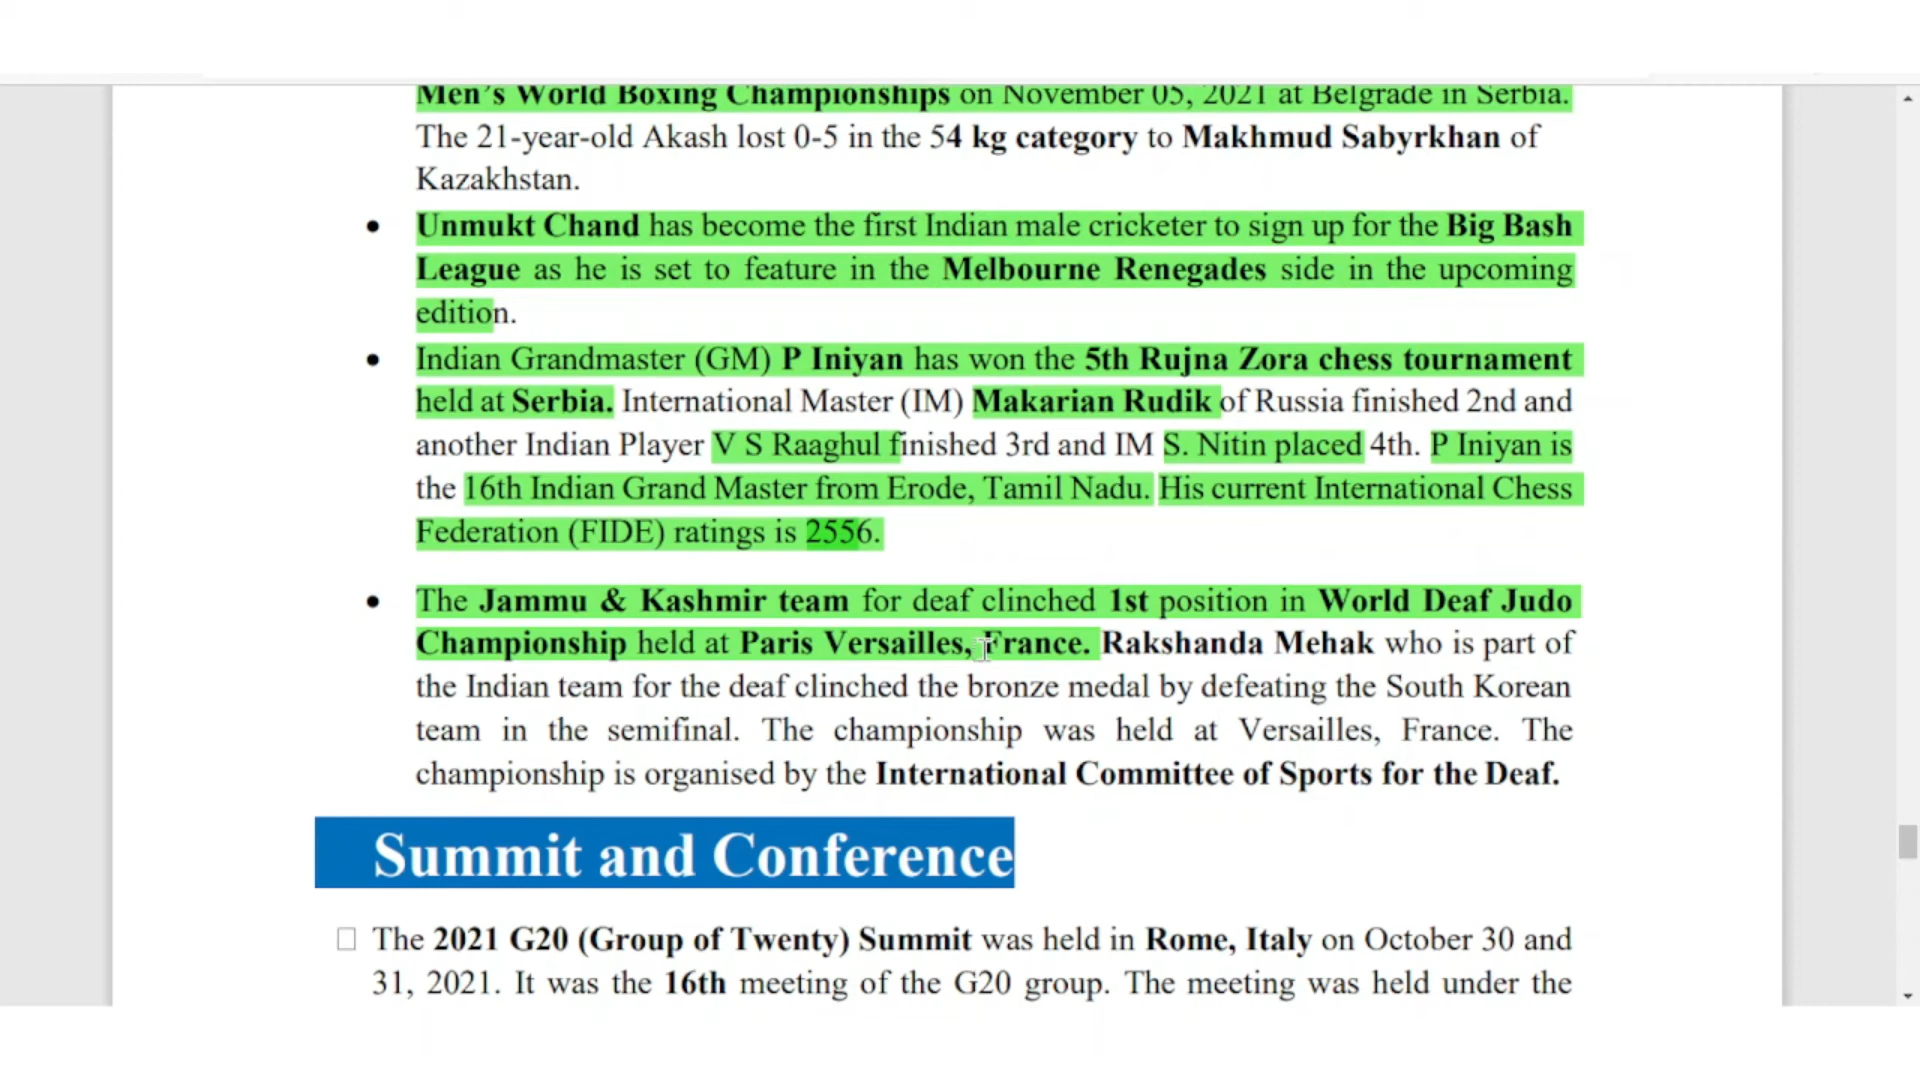 Men’s World Boxing Championships on November 05, 2021 at Belgrade in Serbia.
The 21-year-old Akash lost 0-5 in the 54 kg category to Makhmud Sabyrkhan of
Kazakhstan.
• Unmukt Chand has become the first Indian male cricketer to sign up for the Big Bash
League as he is set to feature in the Melbourne Renegades side in the upcoming
edition.
• Indian Grandmaster (GM) P Iniyan has won the 5th Rujna Zora chess tournament
held at Serbia. International Master (IM) Makarian Rudik of Russia finished 2nd and
another Indian Player V S Raaghul finished 3rd and IM S. Nitin placed 4th. P Iniyan is
the 16th Indian Grand Master from Erode, Tamil Nadu. His current International Chess
Federation (FIDE) ratings is 2556.
• The Jammu & Kashmir team for deaf clinched 1st position in World Deaf Judo
Championship held at Paris Versailles, France. Rakshanda Mehak who is part of
the Indian team for the deaf clinched the bronze medal by defeating the South Korean
team in the semifinal. The championship was held at Versailles, France. The
championship is organised by the International Committee of Sports for the Deaf.
Summit and Conference
The 2021 G20 (Group of Twenty) Summit was held in Rome, Italy on October 30 and
31, 2021. It was the 16th meeting of the G20 group. The meeting was held under the